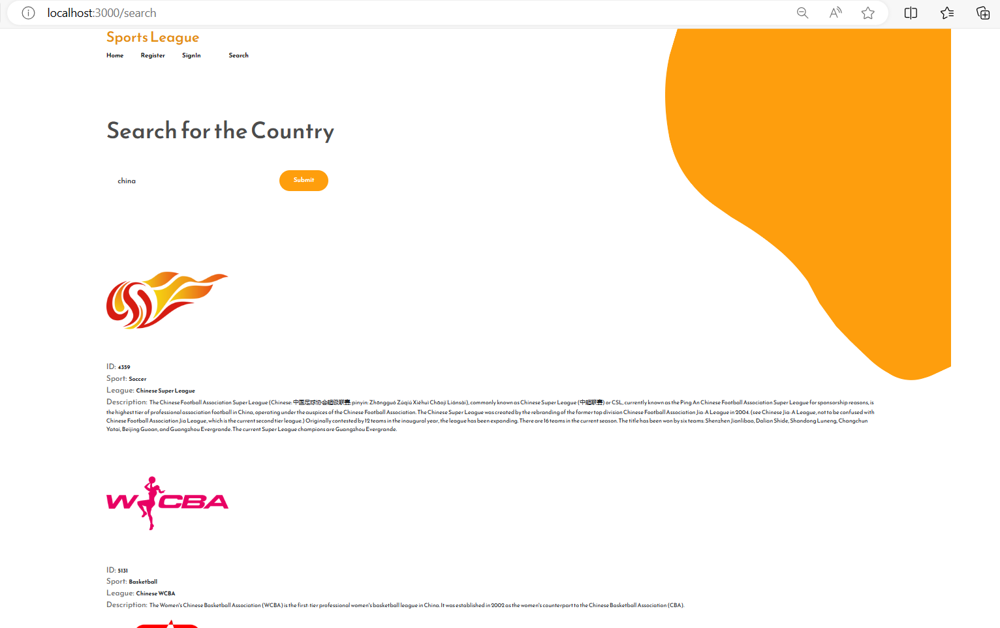 localhost:3000/search
Sports League
Home Register SignIn Search
Search for the Country
china Submit
ID: 4359
Sport: Soccer
League: Chinese Super League
Description: The Chinese Football Association Super League (Chinese: 中国足球协会超级联赛; pinyin: Zhōngguó Zúqiú Xiéhuì Chāojí Liánsài), commonly known as Chinese Super League (中超联赛) or CSL, currently known as the Ping An Chinese Football Association Super League for sponsorship reasons, is
the highest tier of professional association football in China, operating under the auspices of the Chinese Football Association. The Chinese Super League was created by the rebranding of the former top division Chinese Football Association Jia-A League in 2004. (see Chinese Jia-A League, not to be confused with
Chinese Football Association Jia League, which is the current second tier league.) Originally contested by 12 teams in the inaugural year, the league has been expanding. There are 16 teams in the current season. The title has been won by six teams: Shenzhen Jianlibao, Dalian Shide, Shandong Luneng, Changchun
Yatai, Beijing Guoan, and Guangzhou Evergrande. The current Super League champions are Guangzhou Evergrande.
WCBA
ID: 5131
Sport: Basketball
League: Chinese WCBA
Description: The Women's Chinese Basketball Association (WCBA) is the first-tier professional women's basketball league in China. It was established in 2002 as the women's counterpart to the Chinese Basketball Association (CBA).